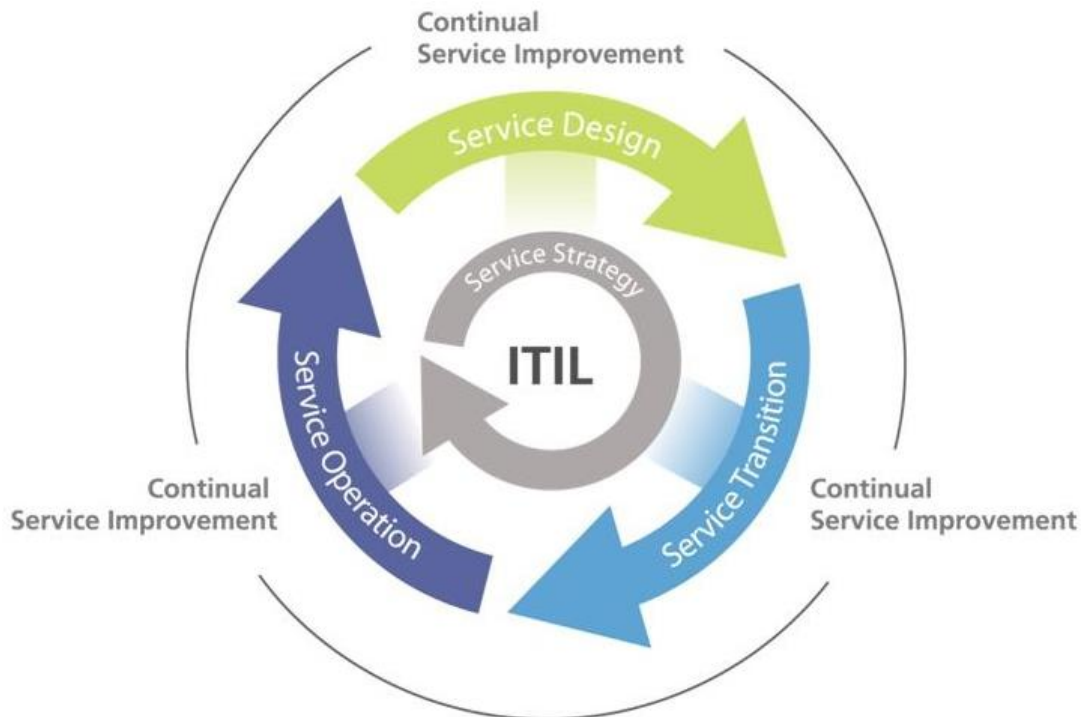 Continual
Service Improvement
Service Design
Service Strategy
ITIL
Service Operation
Service Transition
Continual
Service Improvement
Continual
Service Improvement